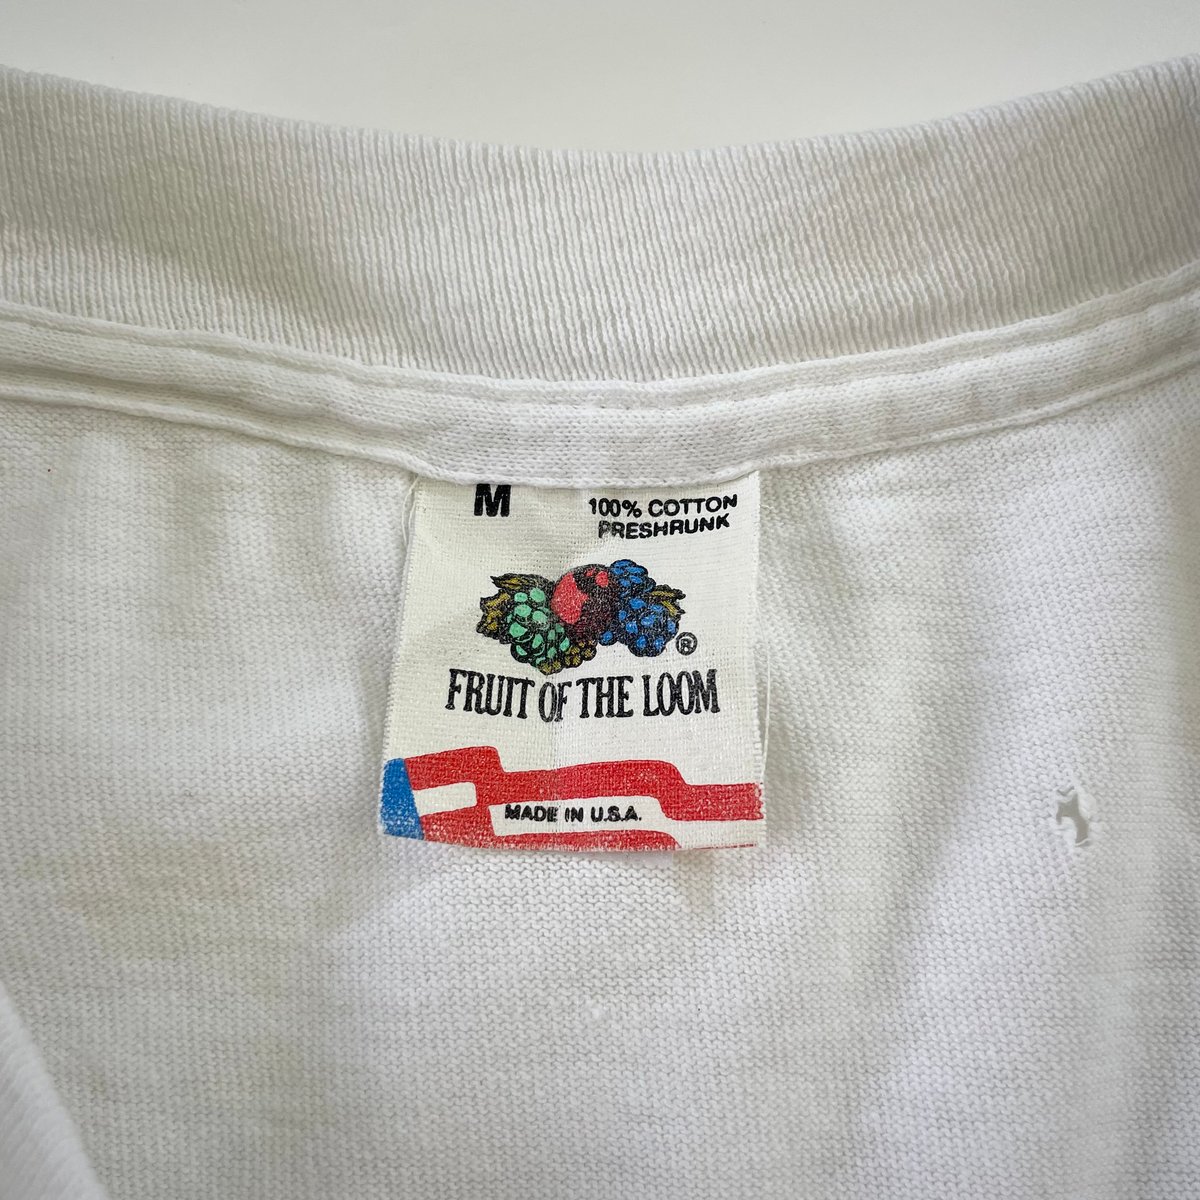 M
100% COTTON
PRESHRUNK
®
FRUIT OF THE LOOM
MADE IN U.S.A.